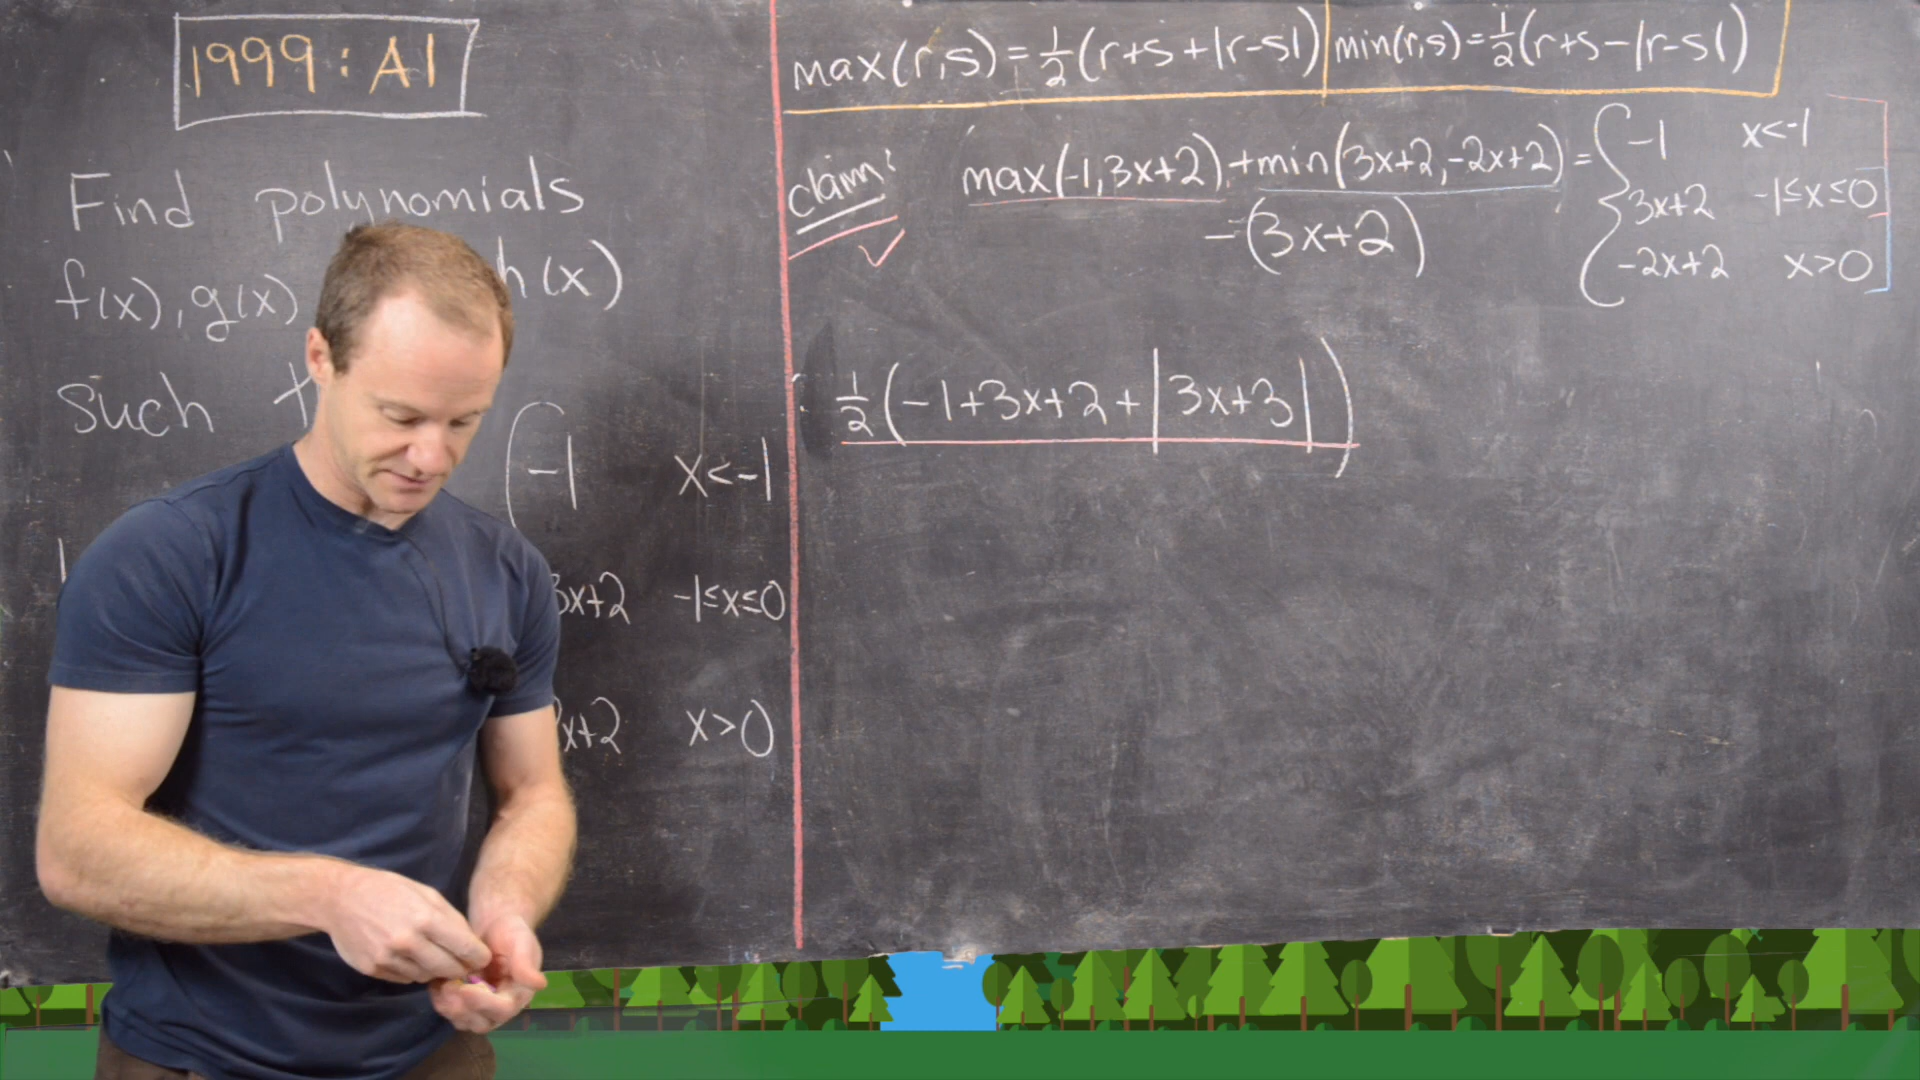 1999: A1
Find polynomials
f(x), g(x) h(x)
such
-1 x<-1
3x+2 -1≤x≤0
x+2 x>0
max(r,s)=½(r+s+|r-s|) min(r,s)=½(r+s-|r-s|)
claim: max(-1,3x+2)+min(3x+2,-2x+2) = { -1 x<-1
-(3x+2) 3x+2 -1≤x≤0
-2x+2 x>0
½(-1+3x+2+|3x+3|)